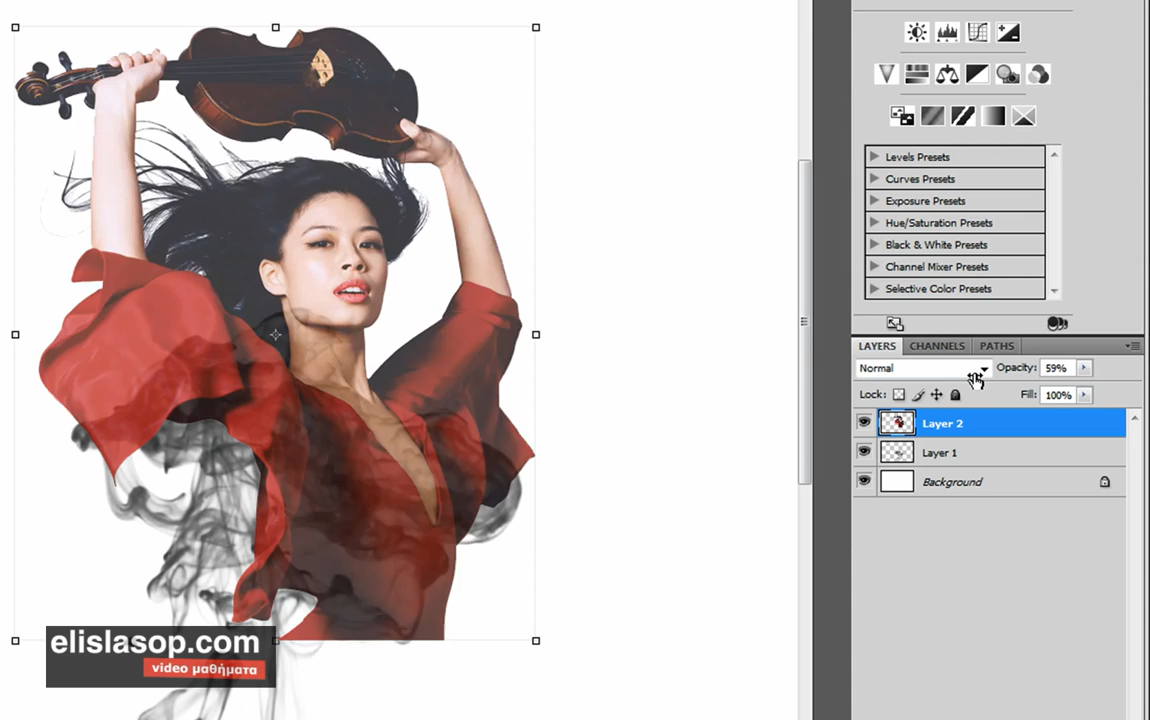 Levels Presets
Curves Presets
Exposure Presets
Hue/Saturation Presets
Black & White Presets
Channel Mixer Presets
Selective Color Presets
LAYERS CHANNELS PATHS
Normal Opacity: 59%
Lock: Fill: 100%
Layer 2
Layer 1
Background
elislasop.com
video μαθήματα